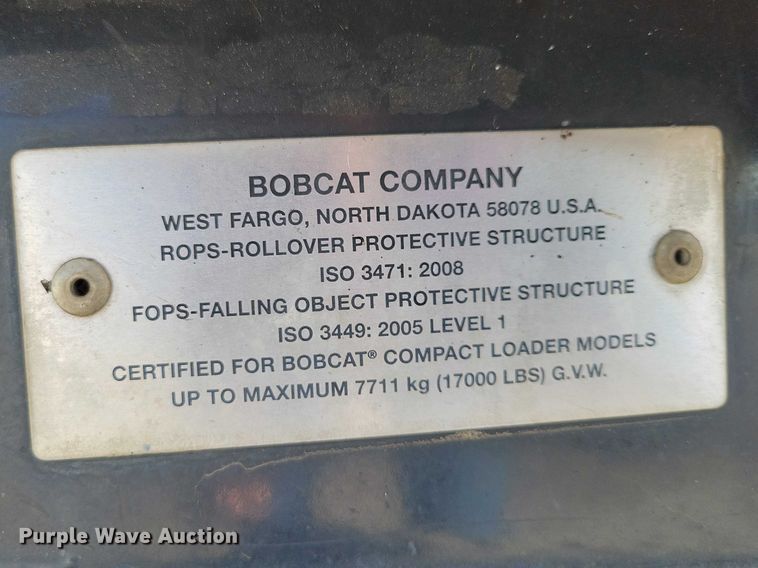 BOBCAT COMPANY
WEST FARGO, NORTH DAKOTA 58078 U.S.A.
ROPS-ROLLOVER PROTECTIVE STRUCTURE
ISO 3471: 2008
FOPS-FALLING OBJECT PROTECTIVE STRUCTURE
ISO 3449: 2005 LEVEL 1
CERTIFIED FOR BOBCAT® COMPACT LOADER MODELS
UP TO MAXIMUM 7711 kg (17000 LBS) G.V.W.
Purple Wave Auction